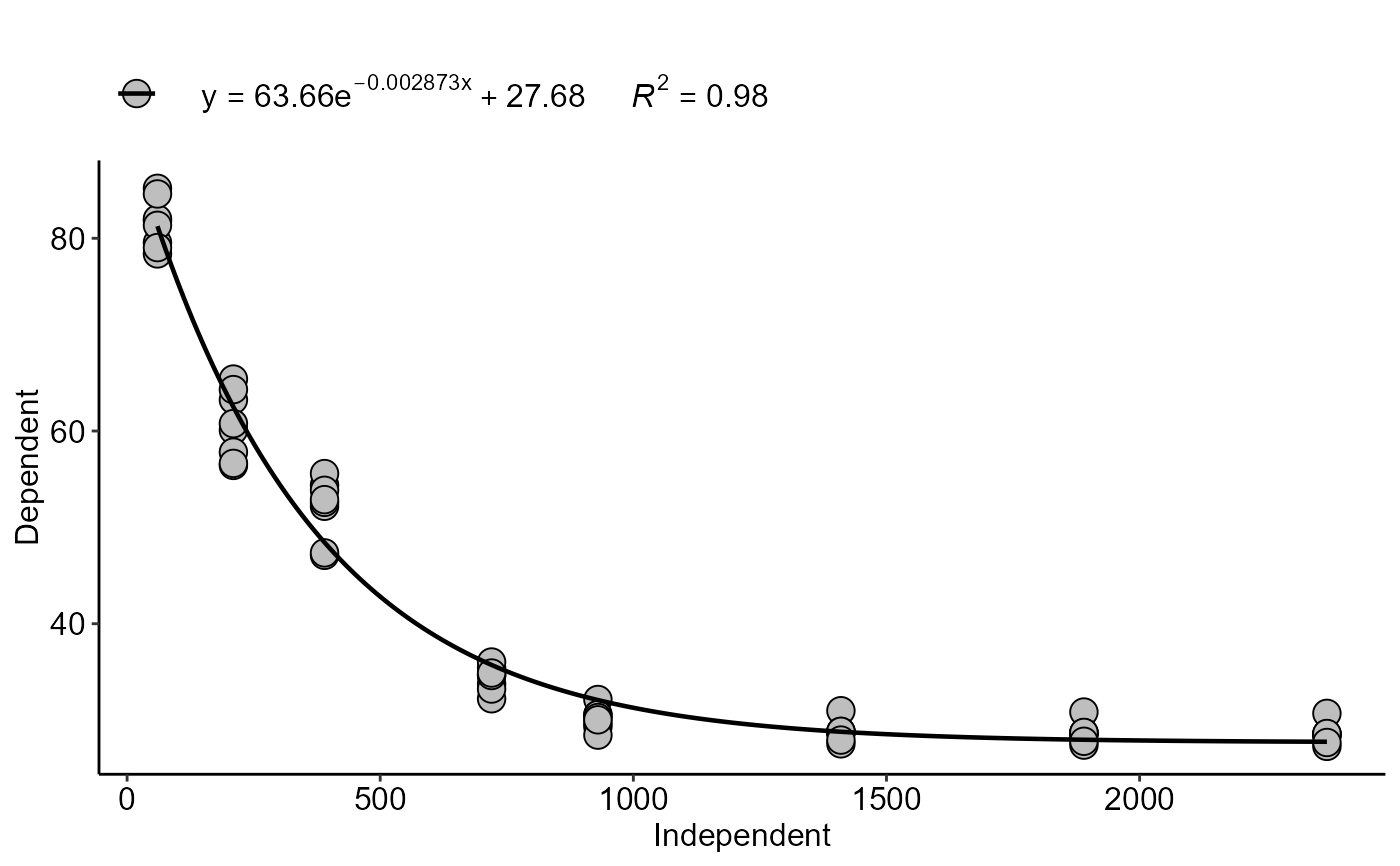 y = 63.66e^−0.002873x + 27.68 R² = 0.98
80
60
40
Dependent
0 500 1000 1500 2000
Independent